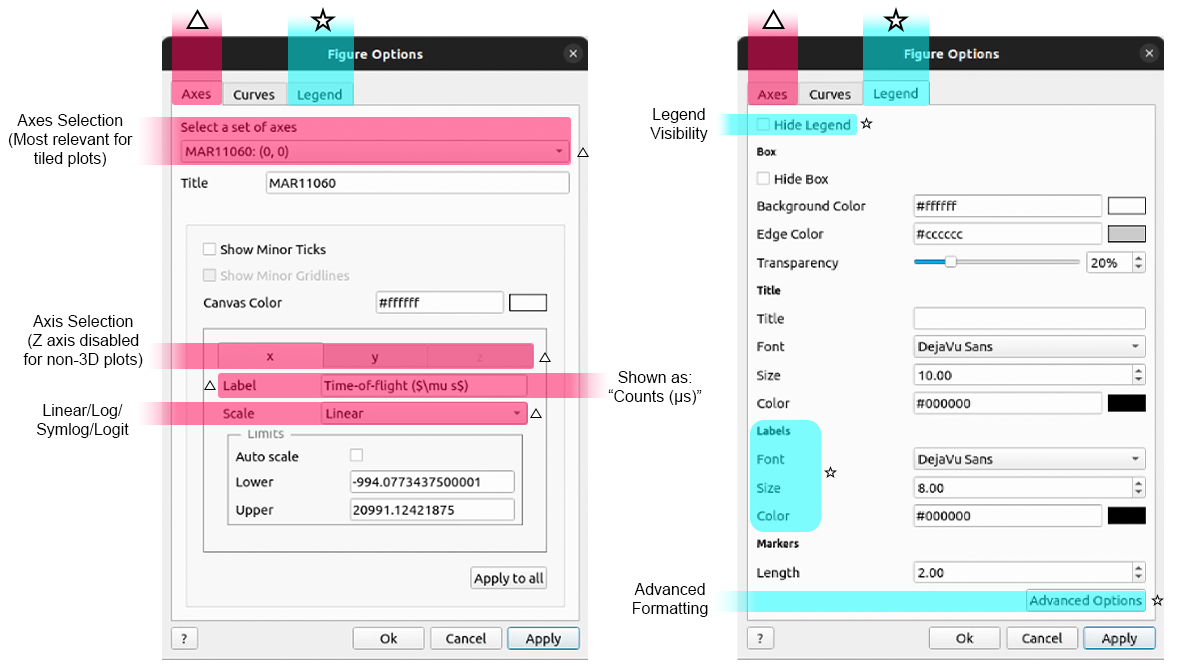 Figure Options
Axes Curves Legend
Axes Selection
(Most relevant for
tiled plots)
Select a set of axes
MAR11060: (0, 0)
Title MAR11060
Show Minor Ticks
Show Minor Gridlines
Canvas Color #ffffff
Axis Selection
(Z axis disabled
for non-3D plots)
x y z
Label Time-of-flight ($\mu s$)
Shown as:
“Counts (μs)”
Linear/Log/
Symlog/Logit
Scale Linear
Limits
Auto scale
Lower -994.0773437500001
Upper 20991.12421875
Apply to all
? Ok Cancel Apply
Figure Options
Axes Curves Legend
Legend
Visibility
Hide Legend
Box
Hide Box
Background Color #ffffff
Edge Color #cccccc
Transparency 20%
Title
Title
Font DejaVu Sans
Size 10.00
Color #000000
Labels
Font DejaVu Sans
Size 8.00
Color #000000
Markers
Length 2.00
Advanced
Formatting
Advanced Options
? Ok Cancel Apply